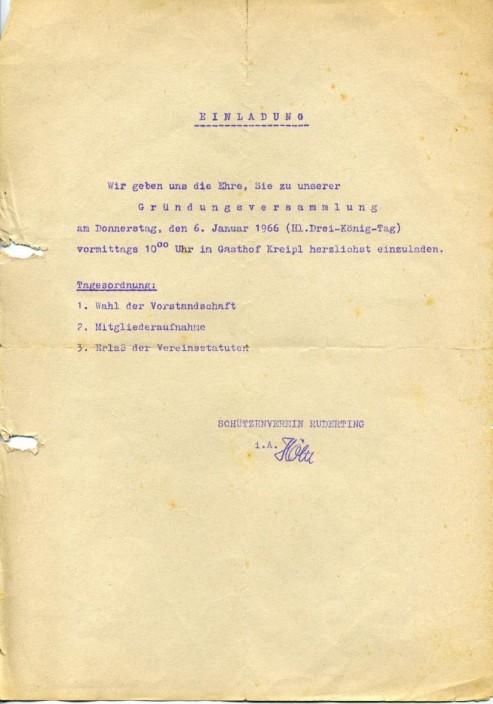 EINLADUNG
Wir geben uns die Ehre, Sie zu unserer
Gründungsversammlung
am Donnerstag, den 6. Januar 1966 (Hl.Drei-König-Tag)
vormittags 10⁰⁰ Uhr in Gasthof Kreipl herzlichst einzuladen.
Tagesordnung:
1. Wahl der Vorstandschaft
2. Mitgliederaufnahme
3. Erlaß der Vereinsstatuten
SCHÜTZENVEREIN RUDERTING
i.A.